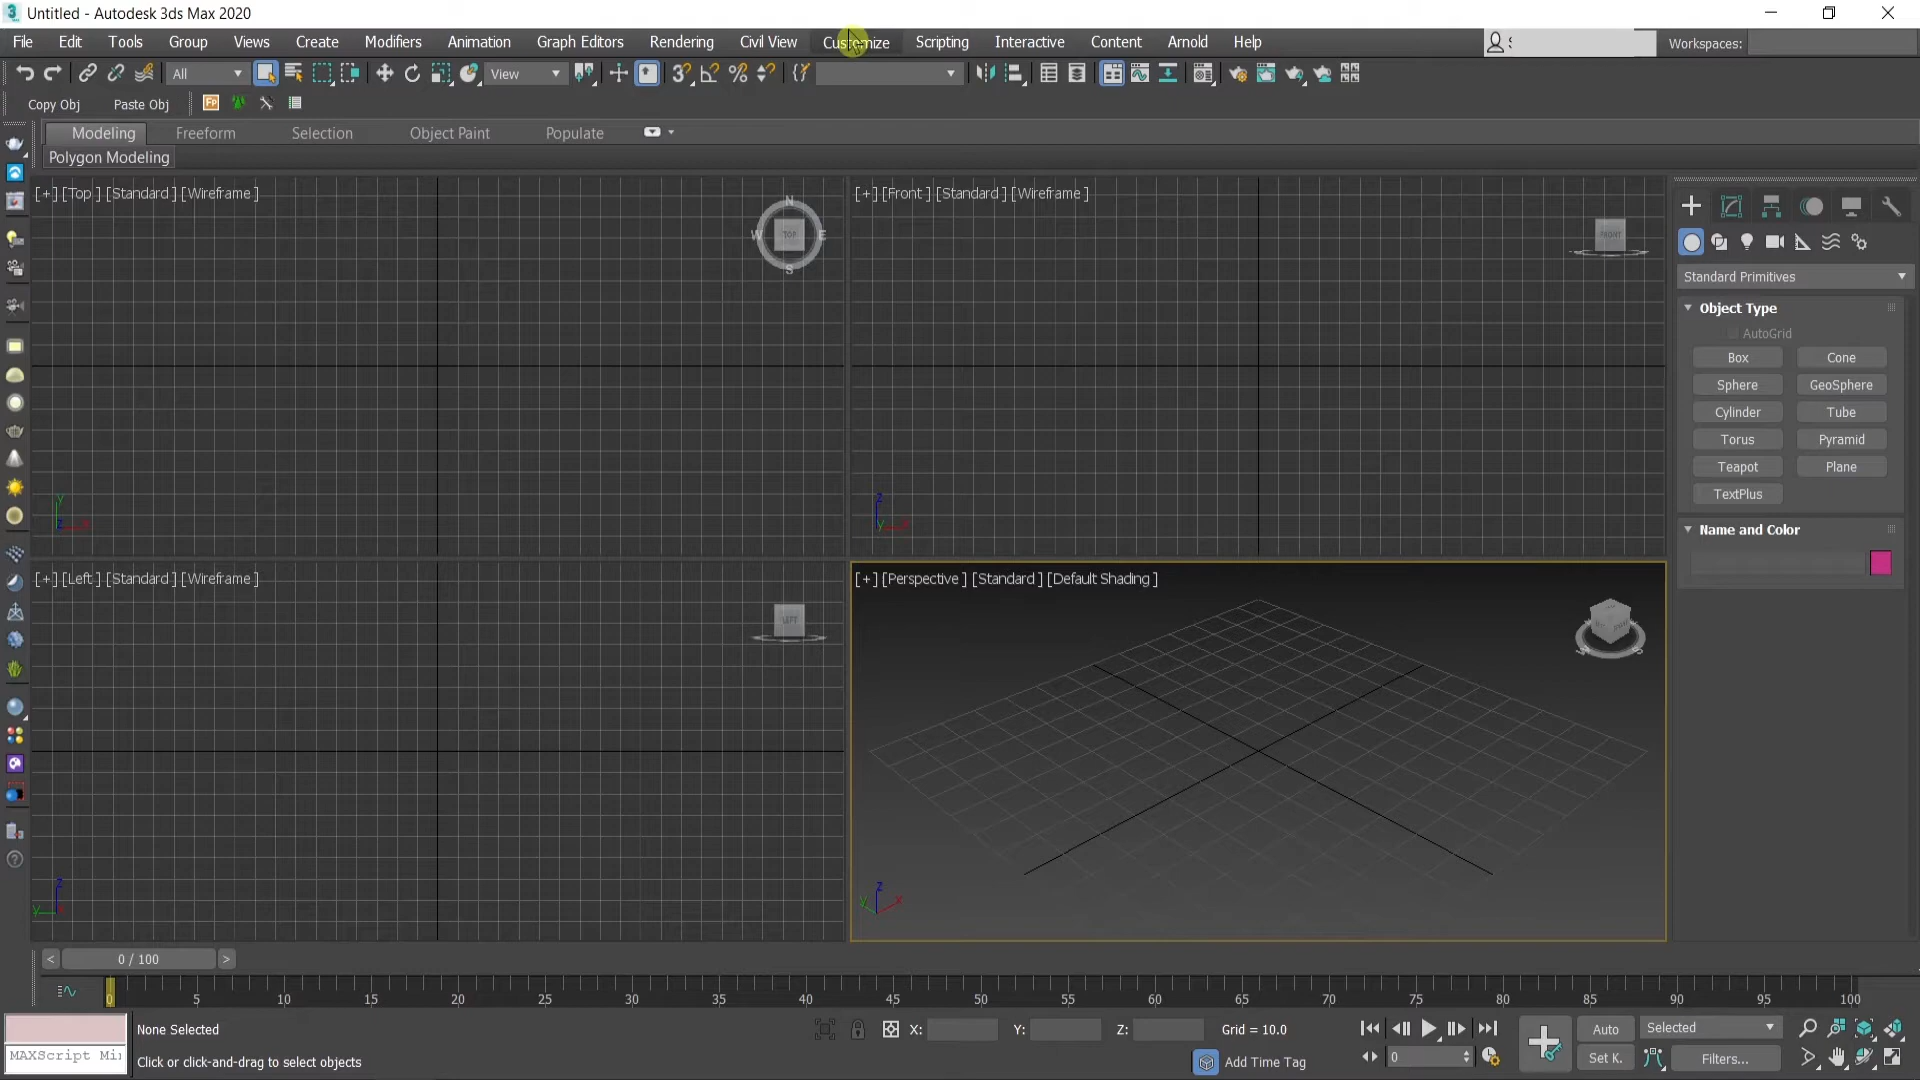 Untitled - Autodesk 3ds Max 2020
File Edit Tools Group Views Create Modifiers Animation Graph Editors Rendering Civil View Customize Scripting Interactive Content Arnold Help Workspaces:
All View
Copy Obj Paste Obj
Modeling Freeform Selection Object Paint Populate
Polygon Modeling
[+] [Top ] [Standard ] [Wireframe ]
N
W TOP E
S
[+] [Front ] [Standard ] [Wireframe ]
FRONT
Standard Primitives
Object Type
AutoGrid
Box Cone
Sphere GeoSphere
Cylinder Tube
Torus Pyramid
Teapot Plane
TextPlus
Name and Color
y
z x
z
y x
[+] [Left ] [Standard ] [Wireframe ]
LEFT
[+] [Perspective ] [Standard ] [Default Shading ]
z
y
z
y x
< 0 / 100 >
0 5 10 15 20 25 30 35 40 45 50 55 60 65 70 75 80 85 90 95 100
None Selected X: Y: Z: Grid = 10.0 Auto Selected
MAXScript Mi Click or click-and-drag to select objects Add Time Tag 0 Set K. Filters...